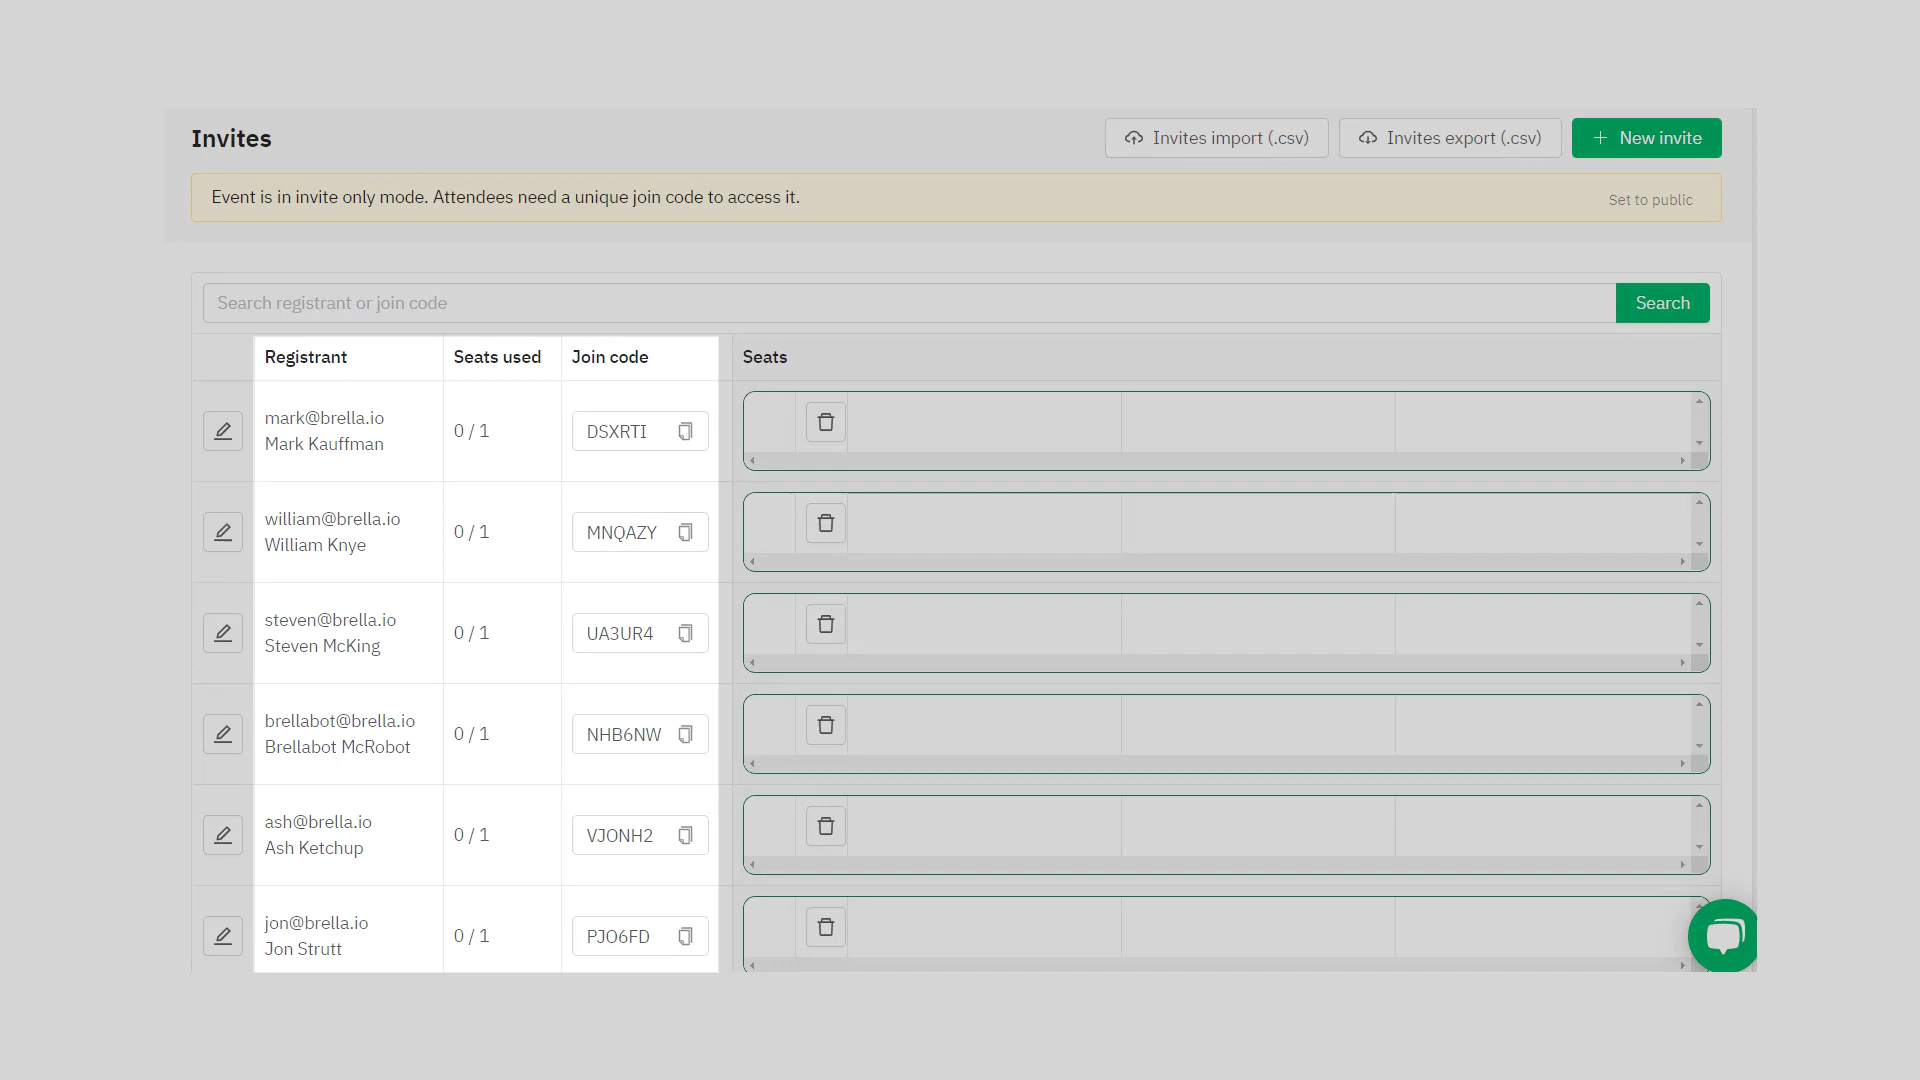 Invites
Invites import (.csv)
Invites export (.csv)
New invite
Event is in invite only mode. Attendees need a unique join code to access it.
Set to public
Search registrant or join code
Search
Registrant
Seats used
Join code
Seats
mark@brella.io
Mark Kauffman
0 / 1
DSXRTI
william@brella.io
William Knye
0 / 1
MNQAZY
steven@brella.io
Steven McKing
0 / 1
UA3UR4
brellabot@brella.io
Brellabot McRobot
0 / 1
NHB6NW
ash@brella.io
Ash Ketchup
0 / 1
VJONH2
jon@brella.io
Jon Strutt
0 / 1
PJO6FD